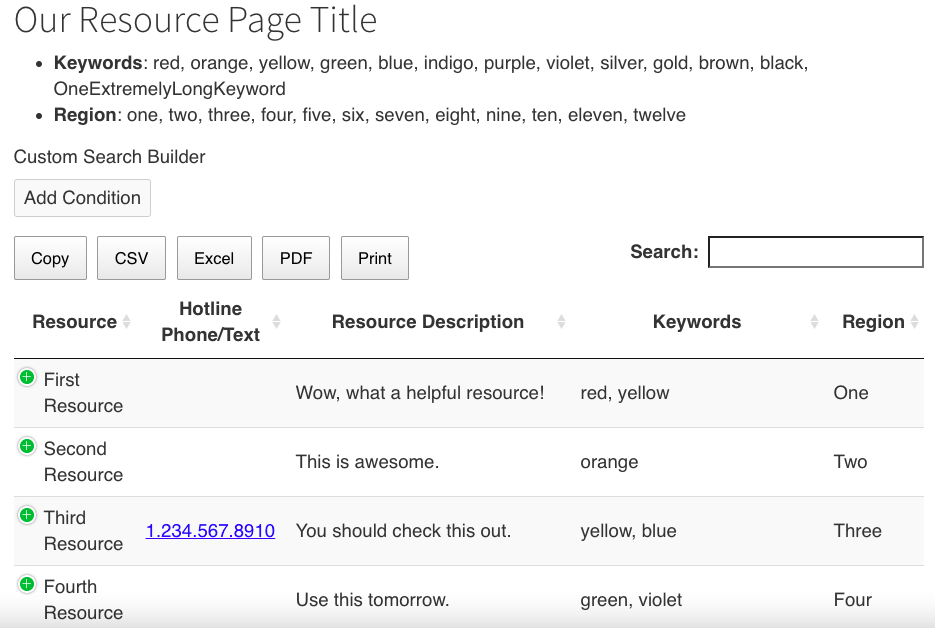 Our Resource Page Title
• Keywords: red, orange, yellow, green, blue, indigo, purple, violet, silver, gold, brown, black,
OneExtremelyLongKeyword
• Region: one, two, three, four, five, six, seven, eight, nine, ten, eleven, twelve
Custom Search Builder
Add Condition
Copy CSV Excel PDF Print Search:
Resource Hotline Phone/Text Resource Description Keywords Region
First Resource Wow, what a helpful resource! red, yellow One
Second Resource This is awesome. orange Two
Third Resource 1.234.567.8910 You should check this out. yellow, blue Three
Fourth Resource Use this tomorrow. green, violet Four